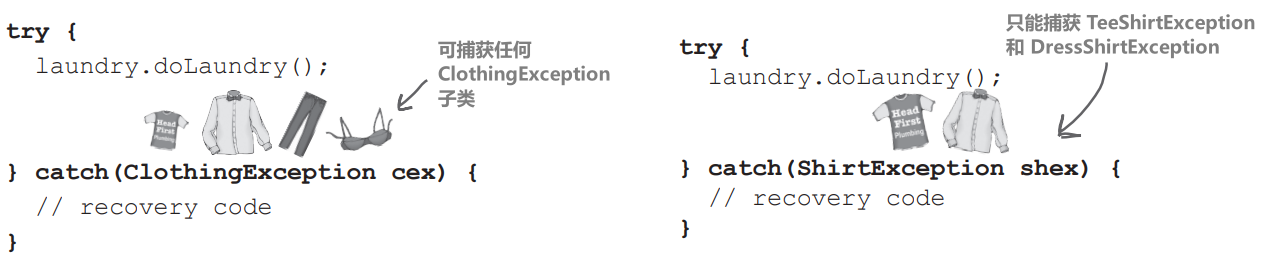 try {
laundry.doLaundry();
可捕获任何
ClothingException
子类
Head
First
Plumbing
} catch(ClothingException cex) {
// recovery code
}
只能捕获 TeeShirtException
和 DressShirtException
try {
laundry.doLaundry();
Head
First
Plumbing
} catch(ShirtException shex) {
// recovery code
}